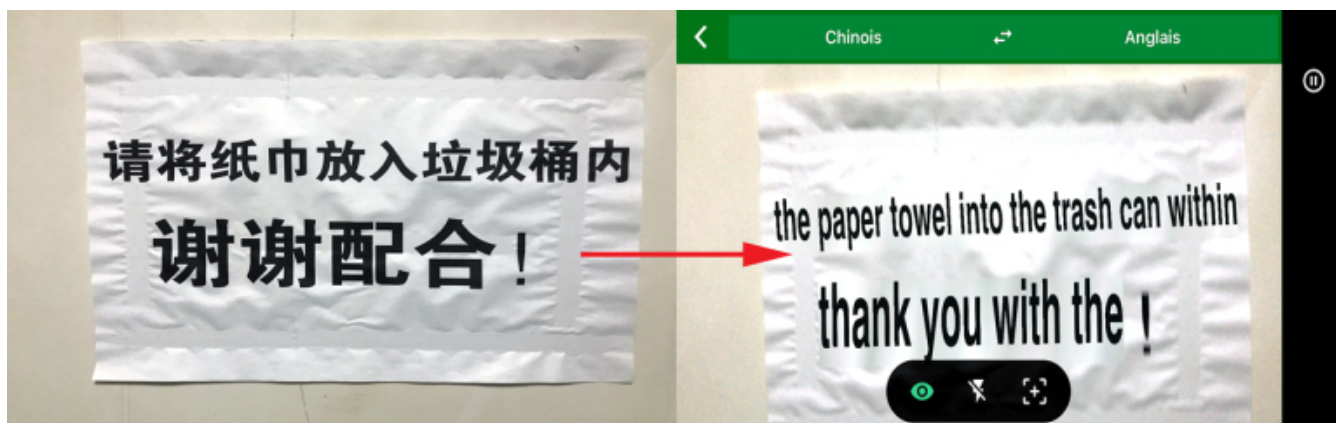 请将纸巾放入垃圾桶内
谢谢配合!
Chinois
Anglais
the paper towel into the trash can within
thank you with the !